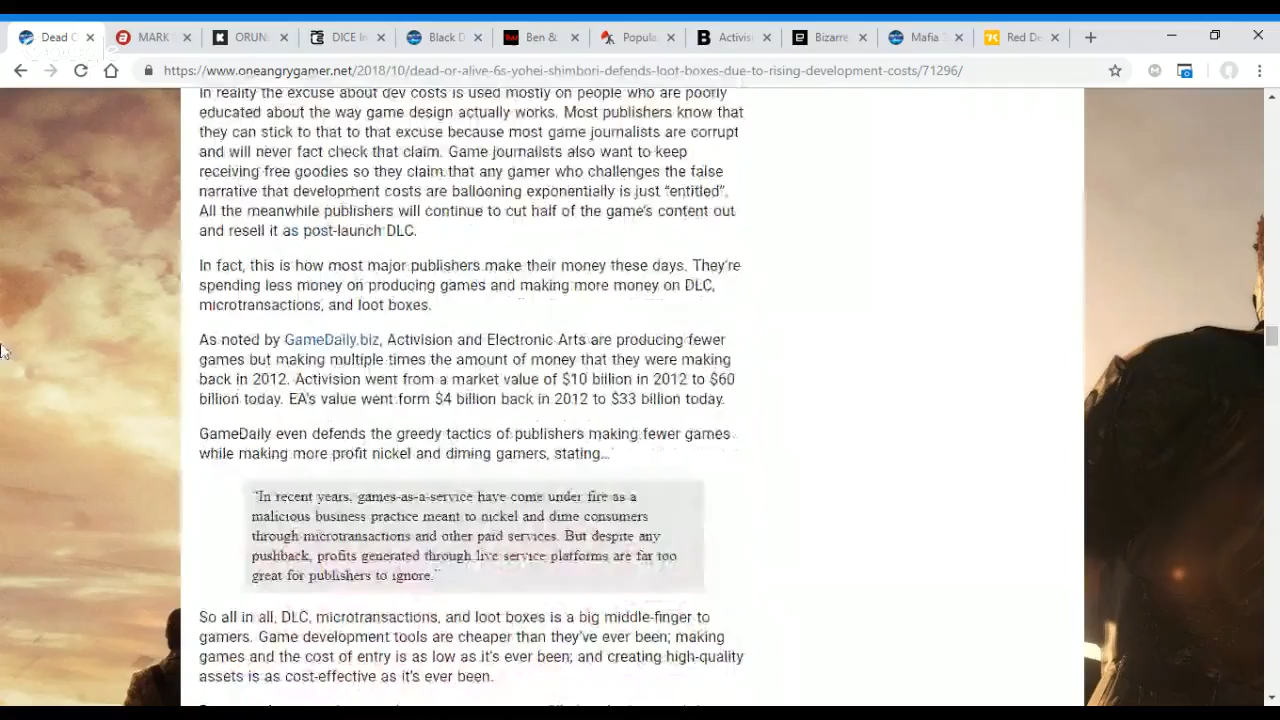 Dead O
MARK
ORUN
DICE In
Black D
Ben &
Popula
Activisi
Bizarre
Mafia
Red De
https://www.oneangrygamer.net/2018/10/dead-or-alive-6s-yohei-shimbori-defends-loot-boxes-due-to-rising-development-costs/71296/
In reality the excuse about dev costs is used mostly on people who are poorly
educated about the way game design actually works. Most publishers know that
they can stick to that to that excuse because most game journalists are corrupt
and will never fact check that claim. Game journalists also want to keep
receiving free goodies so they claim that any gamer who challenges the false
narrative that development costs are ballooning exponentially is just “entitled”.
All the meanwhile publishers will continue to cut half of the game's content out
and resell it as post-launch DLC.
In fact, this is how most major publishers make their money these days. They're
spending less money on producing games and making more money on DLC,
microtransactions, and loot boxes.
As noted by GameDaily.biz, Activision and Electronic Arts are producing fewer
games but making multiple times the amount of money that they were making
back in 2012. Activision went from a market value of $10 billion in 2012 to $60
billion today. EA's value went form $4 billion back in 2012 to $33 billion today.
GameDaily even defends the greedy tactics of publishers making fewer games
while making more profit nickel and diming gamers, stating…
“In recent years, games-as-a-service have come under fire as a
malicious business practice meant to nickel and dime consumers
through microtransactions and other paid services. But despite any
pushback, profits generated through live service platforms are far too
great for publishers to ignore.”
So all in all, DLC, microtransactions, and loot boxes is a big middle-finger to
gamers. Game development tools are cheaper than they've ever been; making
games and the cost of entry is as low as it's ever been; and creating high-quality
assets is as cost-effective as it's ever been.